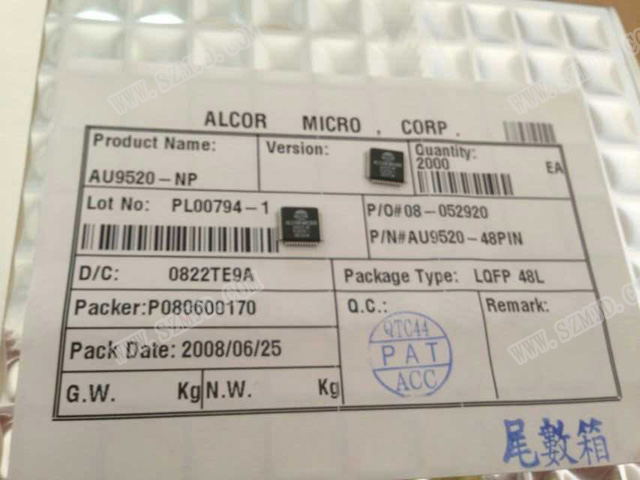 ALCOR MICRO, CORP.
Product Name:
AU9520-NP
Version:
Quantity:
2000
EA
Lot No: PL00794-1
P/O#08-052920
P/N#AU9520-48PIN
D/C: 0822TE9A
Package Type: LQFP 48L
Packer:P080600170
Q.C.:
Remark:
QTC44
PAT
ACC
Pack Date: 2008/06/25
G.W. Kg
N.W. Kg
尾數箱